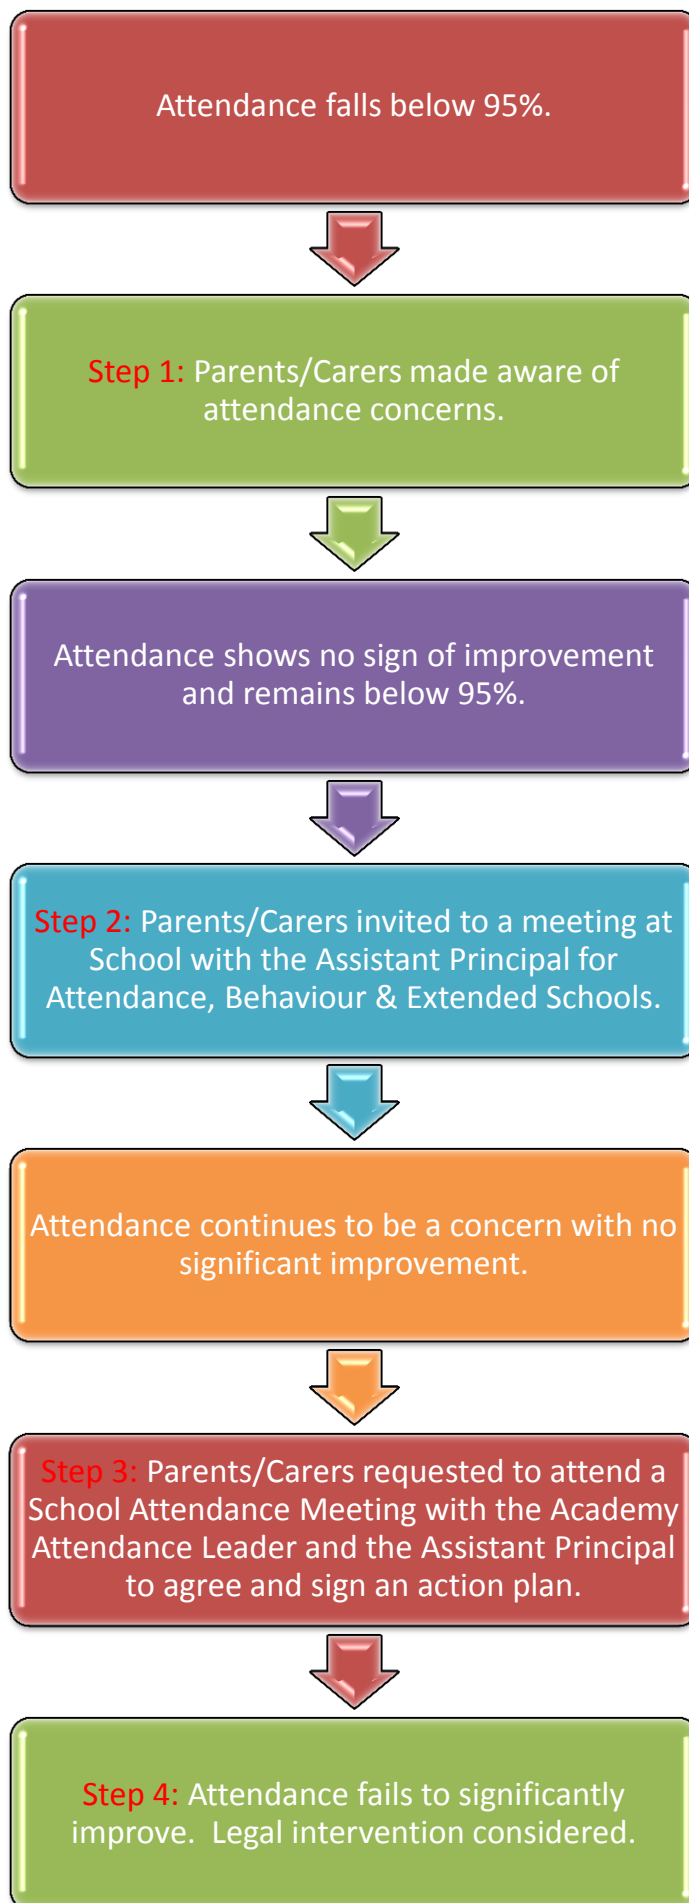 Attendance falls below 95%.
Step 1: Parents/Carers made aware of
attendance concerns.
Attendance shows no sign of improvement
and remains below 95%.
Step 2: Parents/Carers invited to a meeting at
School with the Assistant Principal for
Attendance, Behaviour & Extended Schools.
Attendance continues to be a concern with no
significant improvement.
Step 3: Parents/Carers requested to attend a
School Attendance Meeting with the Academy
Attendance Leader and the Assistant Principal
to agree and sign an action plan.
Step 4: Attendance fails to significantly
improve.  Legal intervention considered.